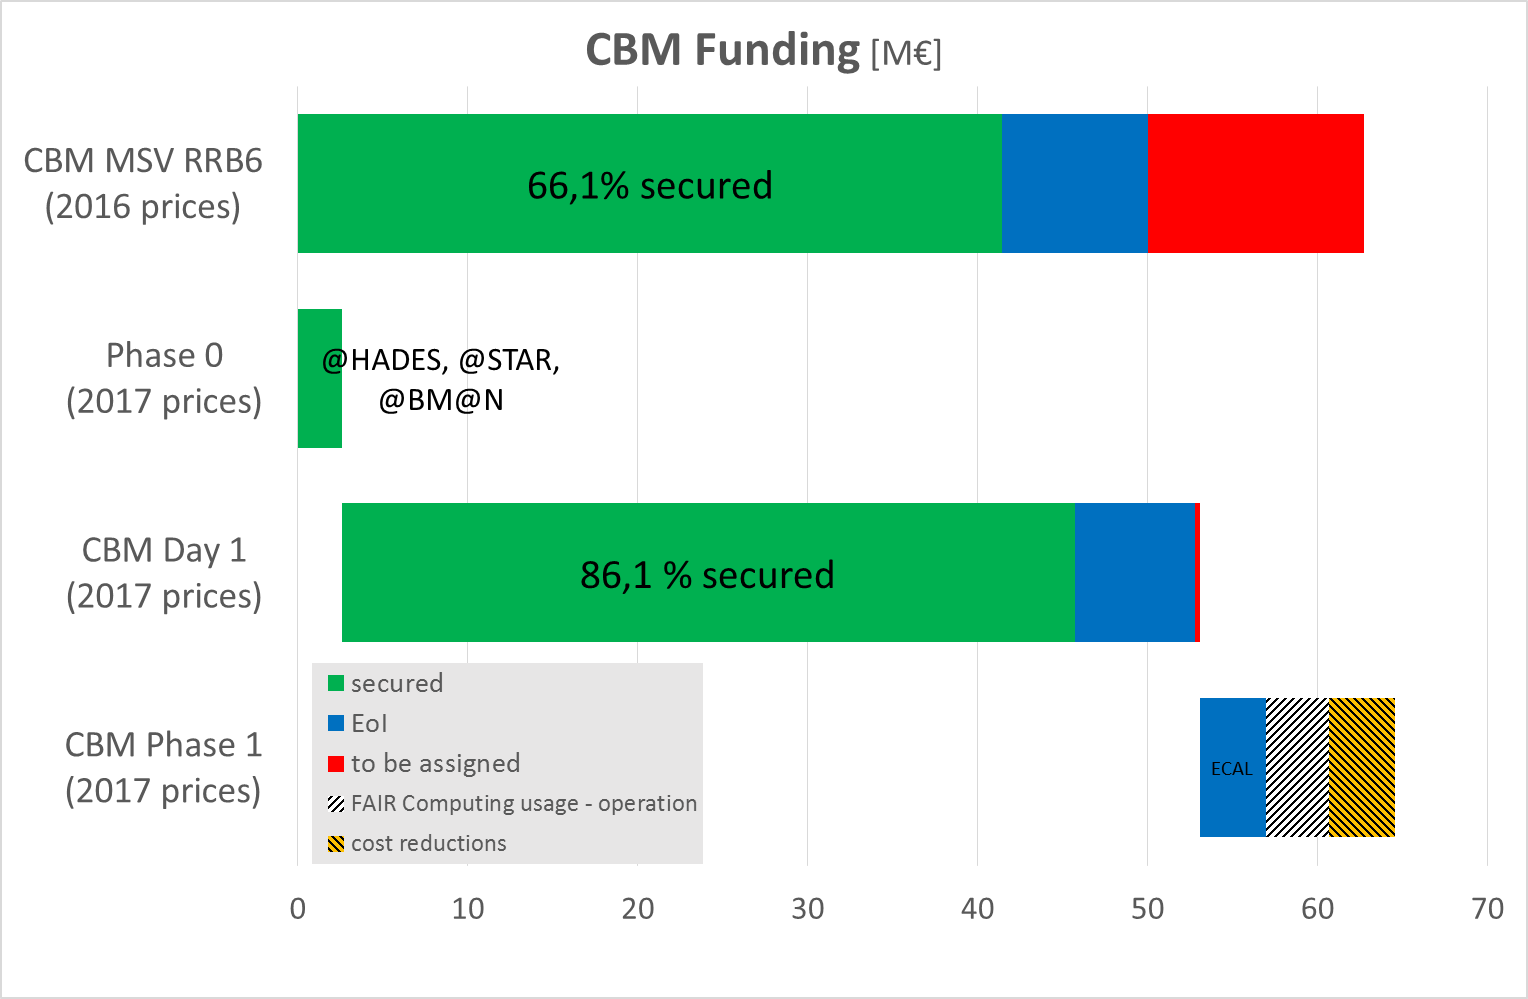 CBM Funding [M€]
CBM MSV RRB6
(2016 prices)
66,1% secured
Phase 0
(2017 prices)
@HADES, @STAR,
@BM@N
CBM Day 1
(2017 prices)
86,1 % secured
CBM Phase 1
(2017 prices)
secured
EoI
to be assigned
FAIR Computing usage - operation
cost reductions
ECAL
0 10 20 30 40 50 60 70